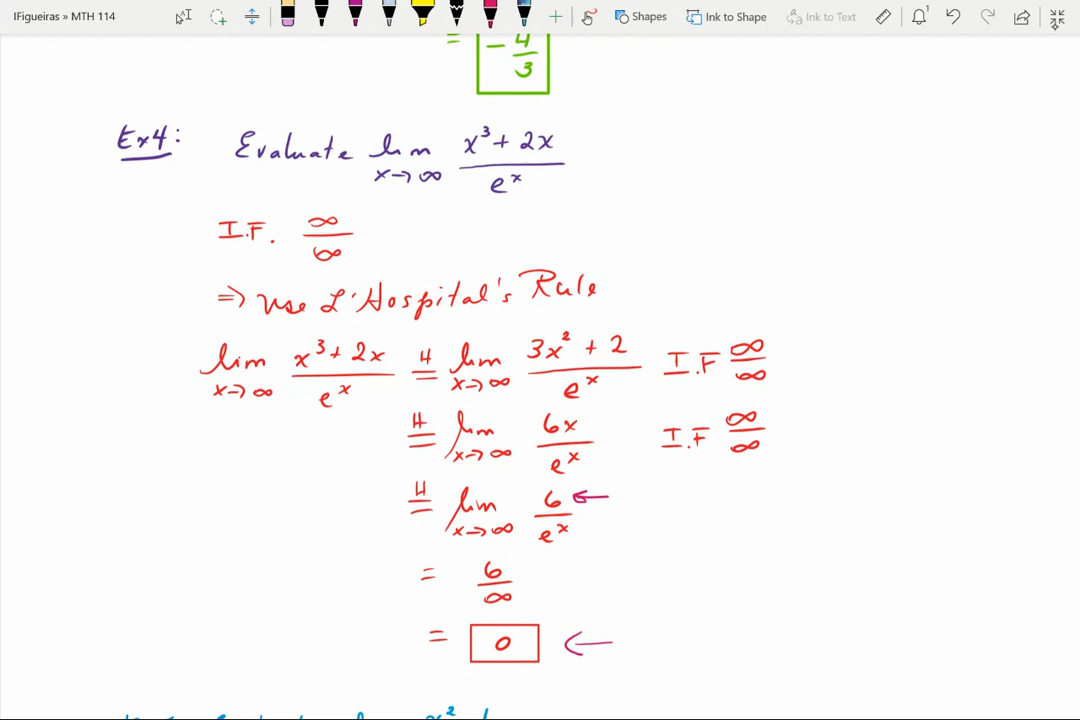 IFigueiras » MTH 114
Shapes
Ink to Shape
Ink to Text
= -4/3
Ex4: Evaluate lim x→∞ (x³ + 2x)/eˣ
I.F. ∞/∞
⇒ Use L'Hospital's Rule
lim x→∞ (x³ + 2x)/eˣ =ᴴ lim x→∞ (3x² + 2)/eˣ I.F ∞/∞
=ᴴ lim x→∞ 6x/eˣ I.F ∞/∞
=ᴴ lim x→∞ 6/eˣ ←
= 6/∞
= 0 ←